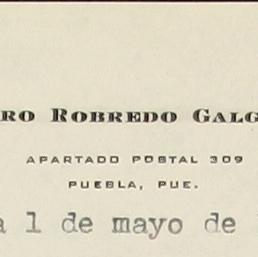 RO ROBREDO GALG
APARTADO POSTAL 309
PUEBLA, PUE.
a 1 de mayo de